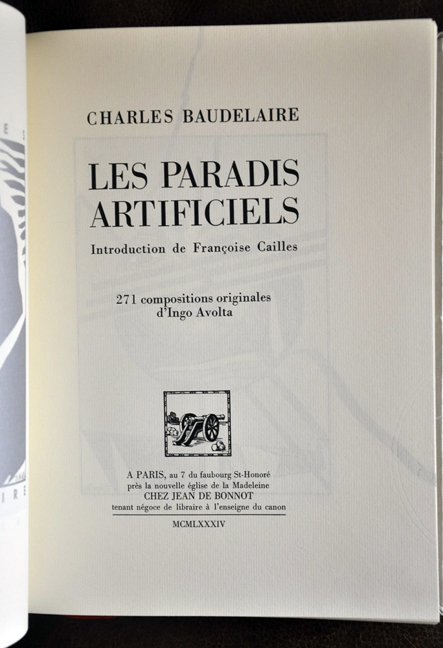 CHARLES BAUDELAIRE
LES PARADIS
ARTIFICIELS
Introduction de Françoise Cailles
271 compositions originales
d'Ingo Avolta
A PARIS, au 7 du faubourg St-Honoré
près la nouvelle église de la Madeleine
CHEZ JEAN DE BONNOT
tenant négoce de libraire à l'enseigne du canon
MCMLXXXIV